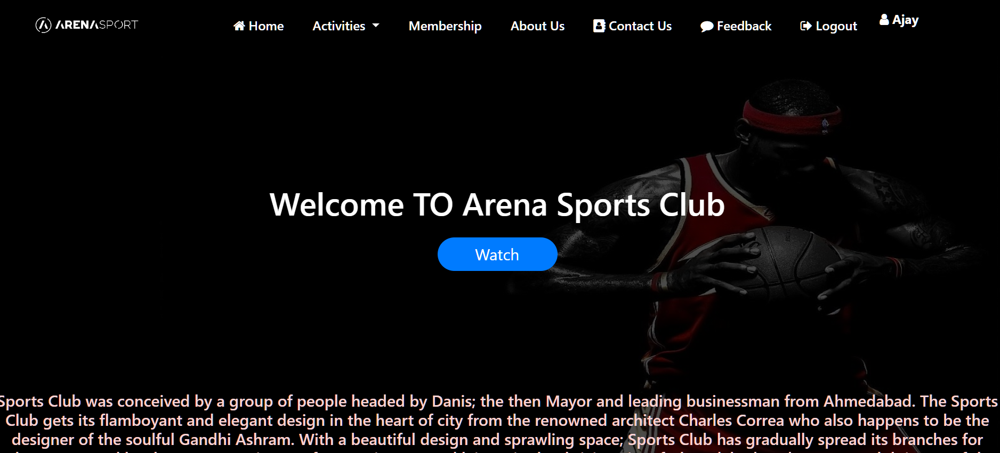 ARENASPORT
Home Activities Membership About Us Contact Us Feedback Logout Ajay
Welcome TO Arena Sports Club
Watch
Sports Club was conceived by a group of people headed by Danis; the then Mayor and leading businessman from Ahmedabad. The Sports
Club gets its flamboyant and elegant design in the heart of city from the renowned architect Charles Correa who also happens to be the
designer of the soulful Gandhi Ashram. With a beautiful design and sprawling space; Sports Club has gradually spread its branches for